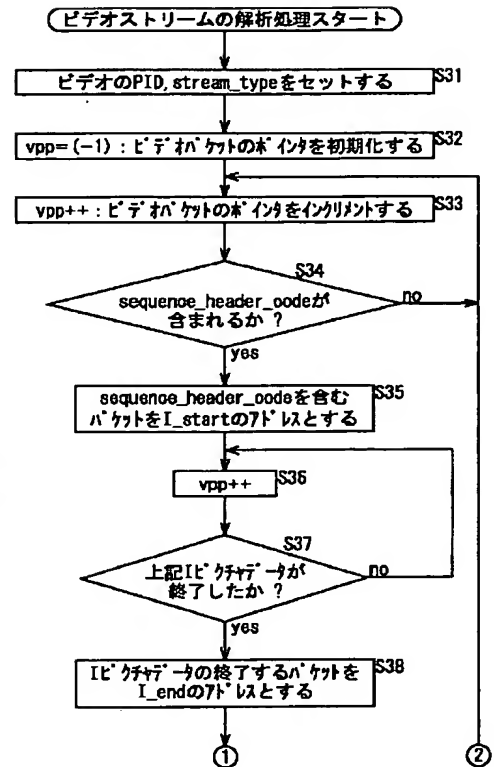 ビデオストリームの解析処理スタート
ビデオのPID,stream_typeをセットする
S31
vpp=(-1):ビデオパケットのポインタを初期化する
S32
vpp++:ビデオパケットのポインタをインクリメントする
S33
S34
sequence_header_codeが
含まれるか ?
no
yes
sequence_header_codeを含む
パケットをI_startのアドレスとする
S35
vpp++
S36
S37
上記Iピクチャデータが
終了したか ?
no
yes
Iピクチャデータの終了するパケットを
I_endのアドレスとする
S38
①
②